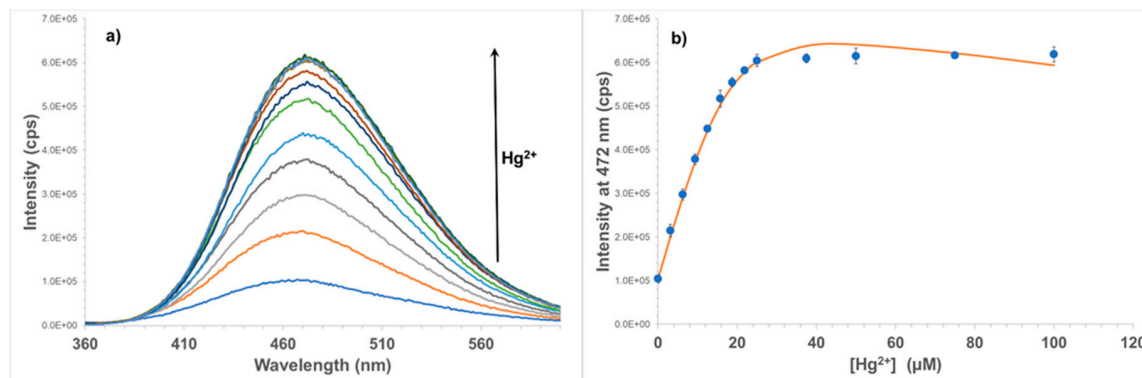 a)
7.0E+05
6.0E+05
5.0E+05
4.0E+05
3.0E+05
2.0E+05
1.0E+05
0.0E+00
Intensity (cps)
Hg²⁺
360 410 460 510 560
Wavelength (nm)
b)
7.0E+05
6.0E+05
5.0E+05
4.0E+05
3.0E+05
2.0E+05
1.0E+05
0.0E+00
Intensity at 472 nm (cps)
0 20 40 60 80 100 120
[Hg²⁺] (µM)